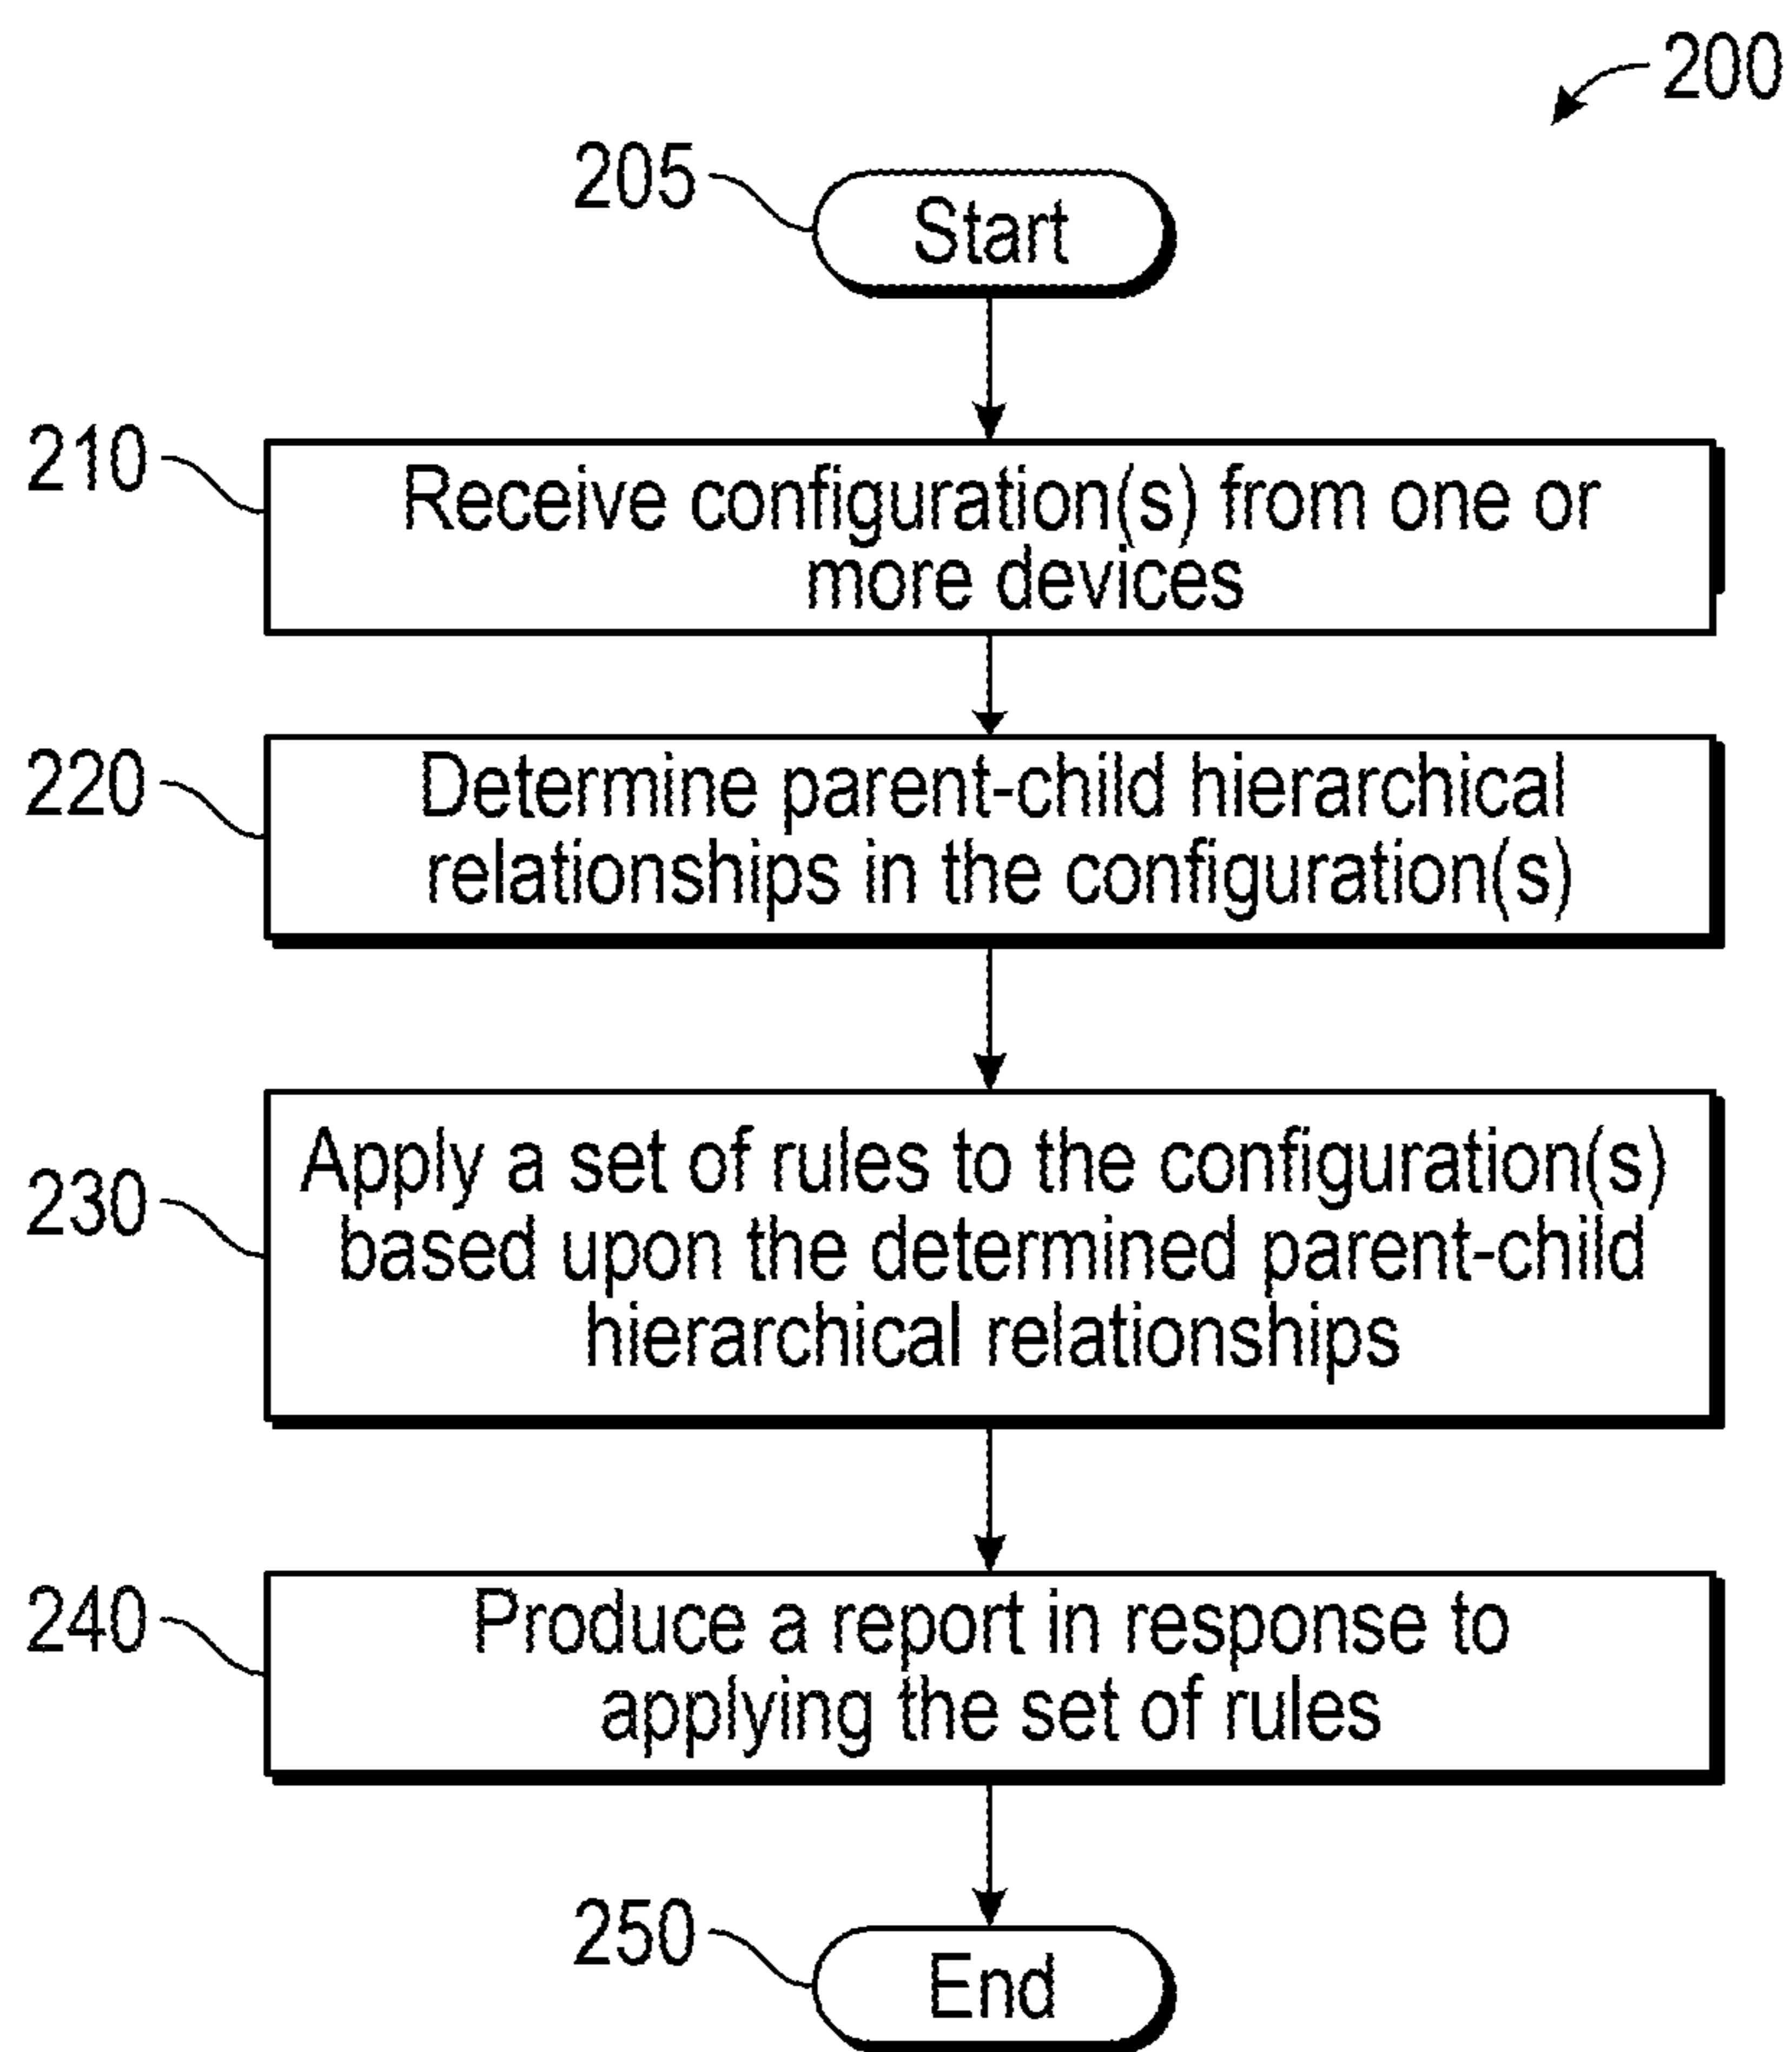 200
205
Start
210
Receive configuration(s) from one or
more devices
220
Determine parent-child hierarchical
relationships in the configuration(s)
230
Apply a set of rules to the configuration(s)
based upon the determined parent-child
hierarchical relationships
240
Produce a report in response to
applying the set of rules
250
End